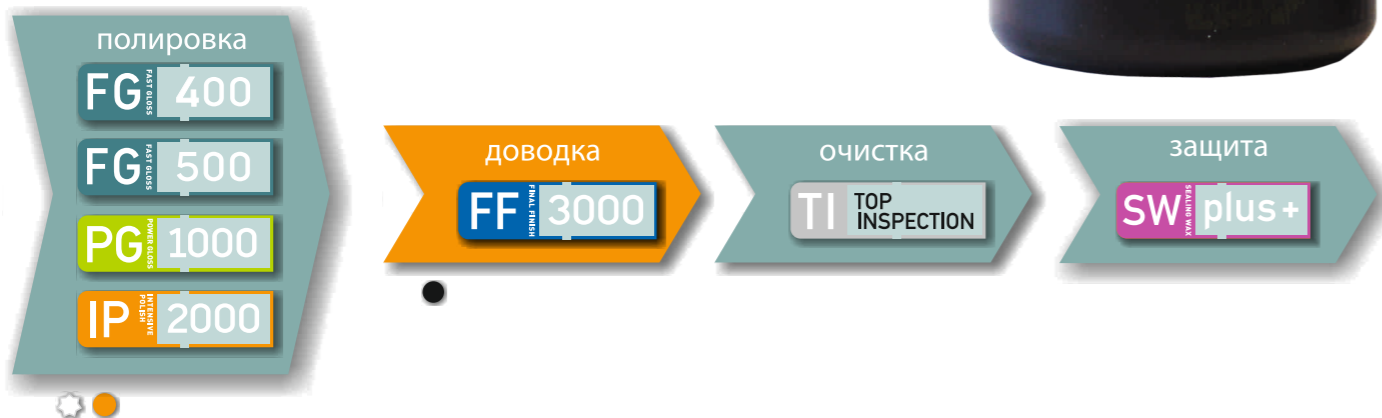 полировка
FG FAST GLOSS 400
FG FAST GLOSS 500
PG POWER GLOSS 1000
IP INTENSIVE POLISH 2000
доводка
FF FINAL FINISH 3000
очистка
TI TOP INSPECTION
защита
SW SEALING WAX plus+